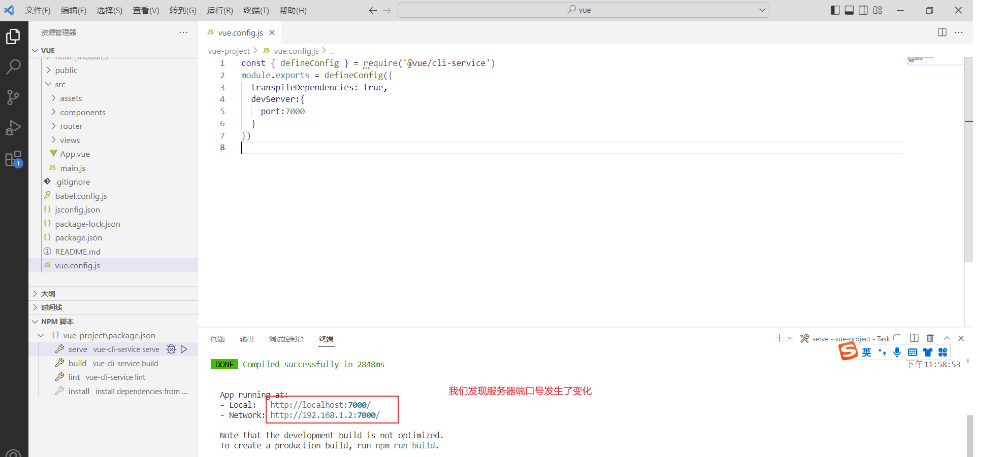 文件(F) 编辑(E) 选择(S) 查看(V) 转到(G) 运行(R) 终端(T) 帮助(H)
vue
资源管理器
vue.config.js
VUE
vue-project > JS vue.config.js > ...
node_modules
public
src
assets
components
router
views
App.vue
JS main.js
.gitignore
babel.config.js
jsconfig.json
package-lock.json
package.json
README.md
JS vue.config.js
1 const { defineConfig } = require('@vue/cli-service')
2 module.exports = defineConfig({
3 transpileDependencies: true,
4 devServer:{
5 port:7000
6 }
7 })
8
大纲
时间线
NPM 脚本
vue-project\package.json
serve vue-cli-service serve
build vue-cli-service build
lint vue-cli-service lint
install install dependencies from ...
1
问题 输出 调试控制台 终端
serve - vue-project - Task
英
DONE Compiled successfully in 2848ms
下午11:58:53
App running at:
- Local: http://localhost:7000/
- Network: http://192.168.1.2:7000/
我们发现服务器端口号发生了变化
Note that the development build is not optimized.
To create a production build, run npm run build.